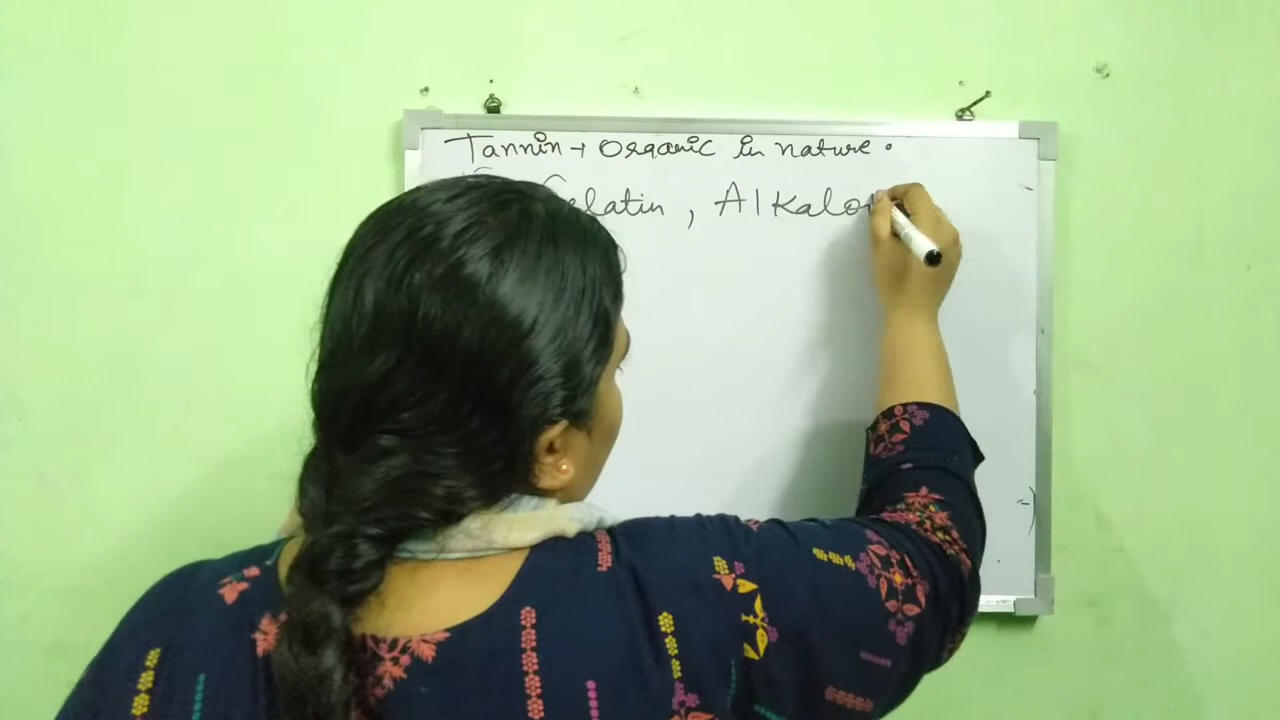 Tannin → Organic in nature.
Gelatin, Alkalo